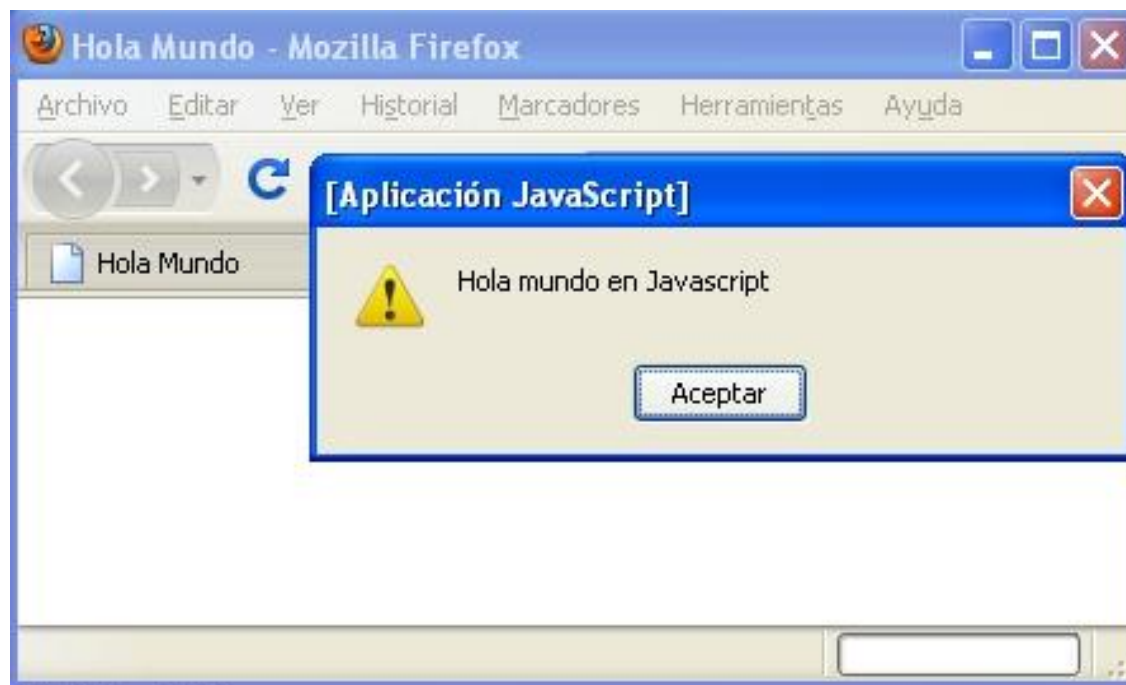 Hola Mundo - Mozilla Firefox
Archivo Editar Ver Historial Marcadores Herramientas Ayuda
[Aplicación JavaScript]
Hola Mundo
Hola mundo en Javascript
Aceptar